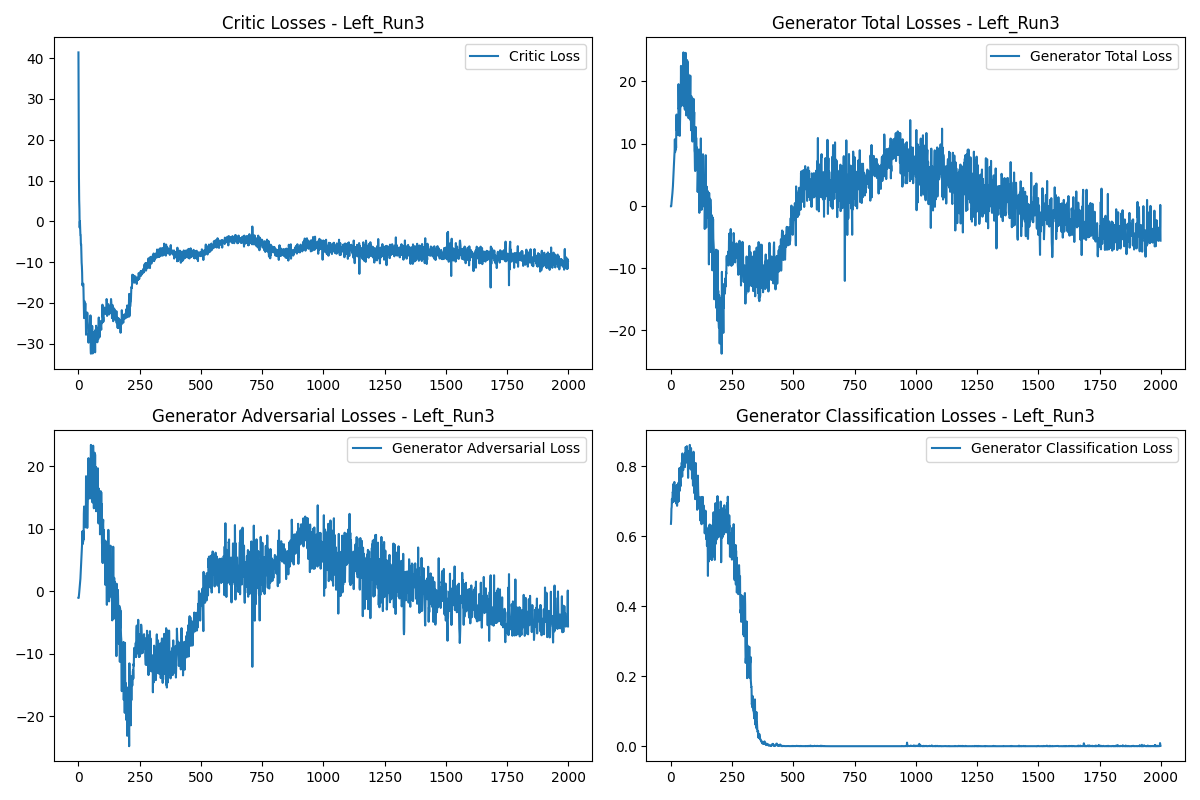 Critic Losses - Left_Run3
Critic Loss
40
30
20
10
0
−10
−20
−30
0 250 500 750 1000 1250 1500 1750 2000
Generator Total Losses - Left_Run3
Generator Total Loss
20
10
0
−10
−20
0 250 500 750 1000 1250 1500 1750 2000
Generator Adversarial Losses - Left_Run3
Generator Adversarial Loss
20
10
0
−10
−20
0 250 500 750 1000 1250 1500 1750 2000
Generator Classification Losses - Left_Run3
Generator Classification Loss
0.8
0.6
0.4
0.2
0.0
0 250 500 750 1000 1250 1500 1750 2000